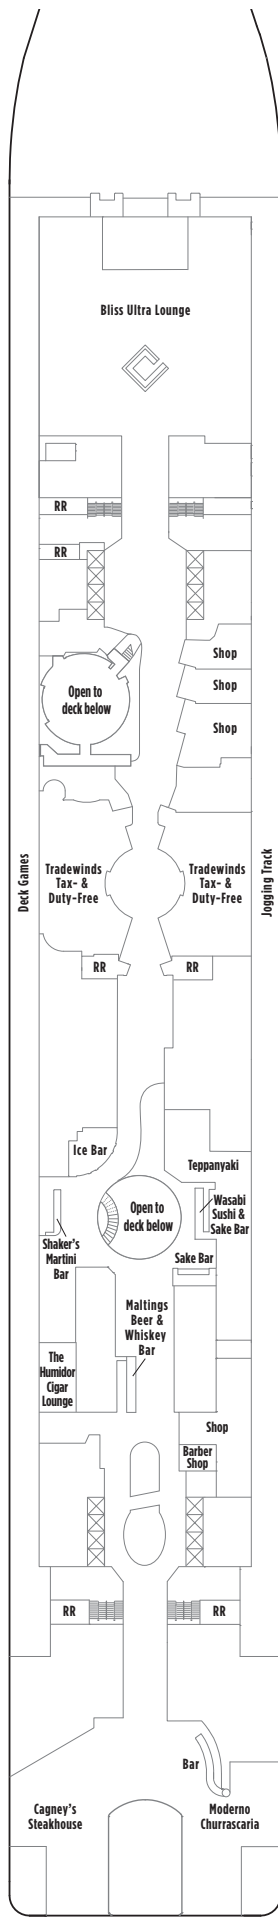 Bliss Ultra Lounge
RR
RR
Shop
Open to
deck below
Shop
Shop
Deck Games
Tradewinds
Tax- &
Duty-Free
Tradewinds
Tax- &
Duty-Free
Jogging Track
RR
RR
Ice Bar
Teppanyaki
Wasabi
Sushi &
Sake Bar
Open to
deck below
Shaker's
Martini
Bar
Sake Bar
Maltings
Beer &
Whiskey
Bar
The
Humidor
Cigar
Lounge
Shop
Barber
Shop
RR
RR
Bar
Cagney's
Steakhouse
Moderno
Churrascaria